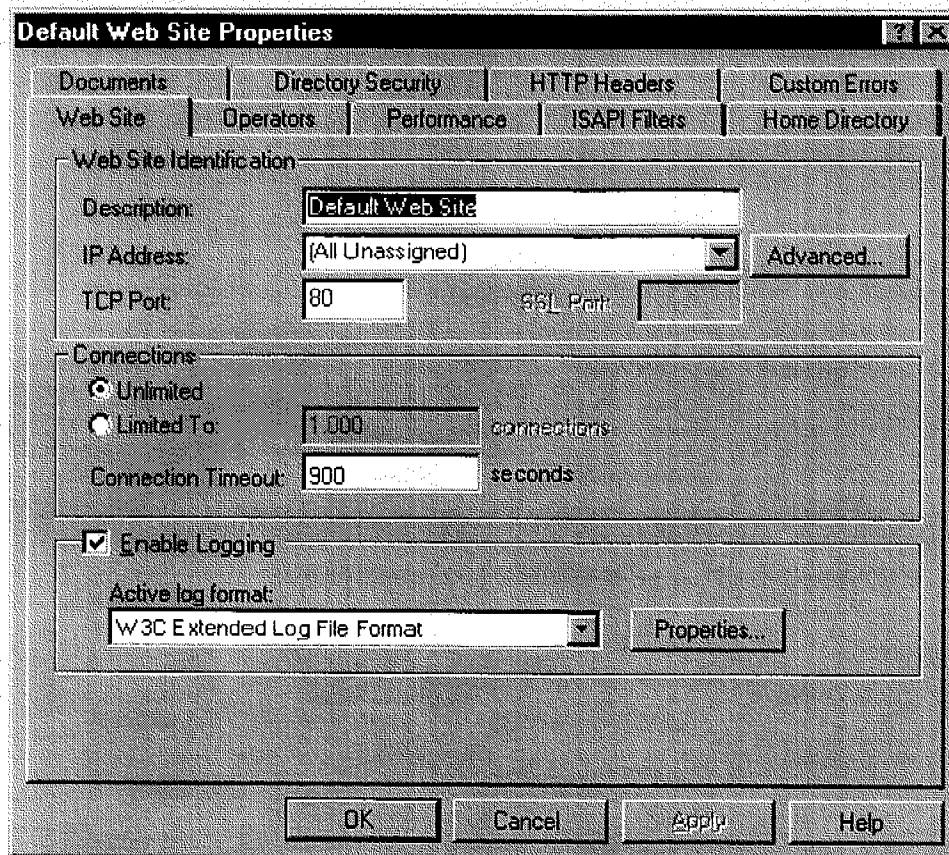 Default Web Site Properties
Documents Directory Security HTTP Headers Custom Errors
Web Site Operators Performance ISAPI Filters Home Directory
Web Site Identification
Description: Default Web Site
IP Address: (All Unassigned) Advanced...
TCP Port: 80 SSL Port:
Connections
Unlimited
Limited To: 1,000 connections
Connection Timeout: 900 seconds
Enable Logging
Active log format:
W3C Extended Log File Format Properties...
OK Cancel Apply Help